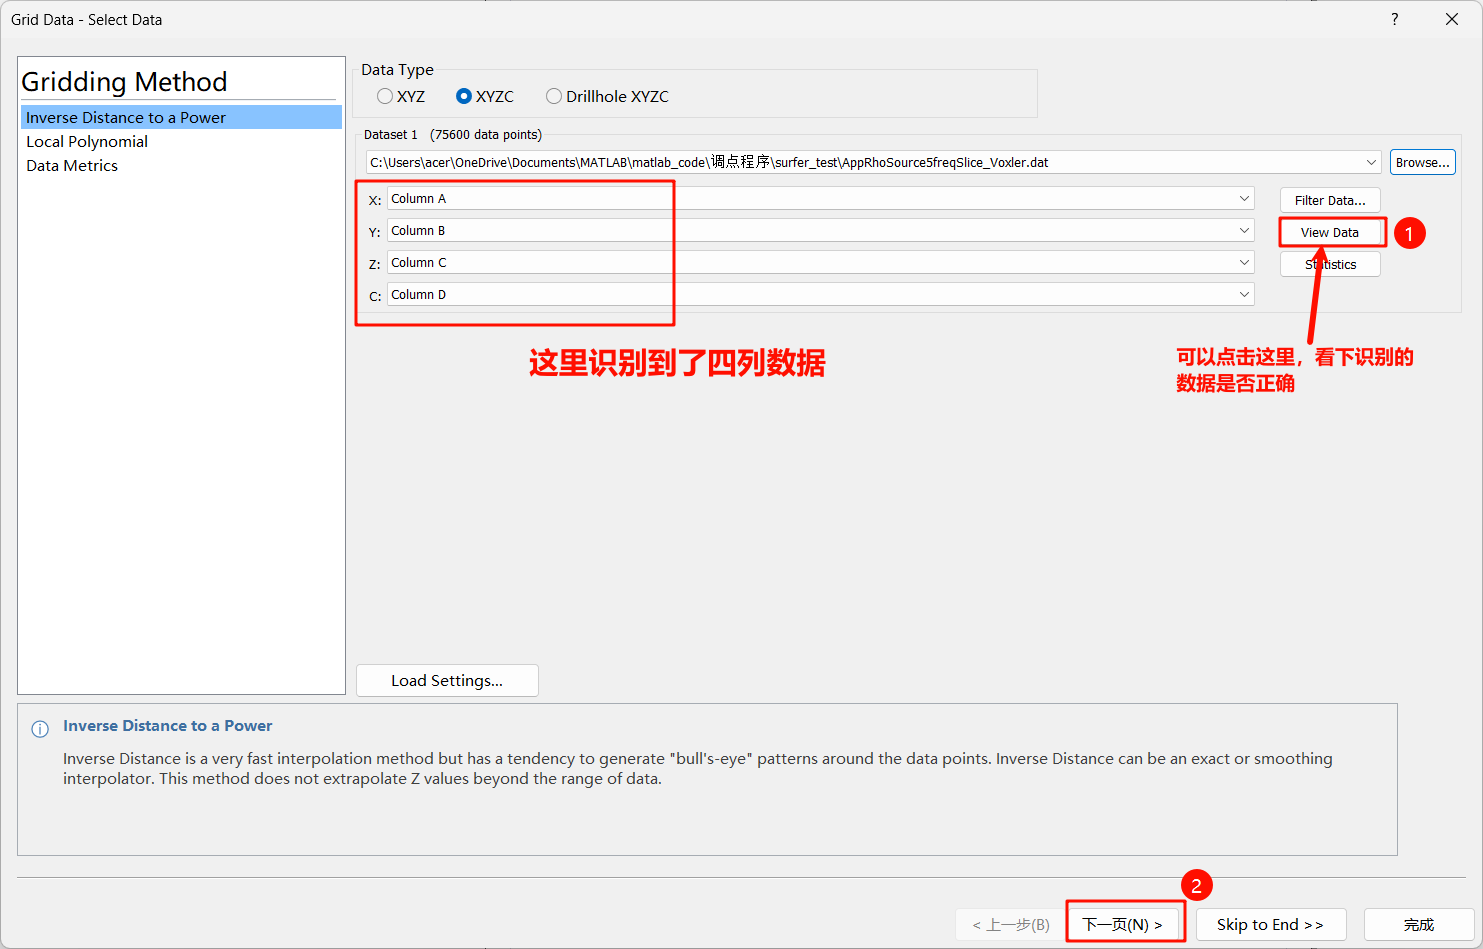 Grid Data - Select Data
?
Gridding Method
Inverse Distance to a Power
Local Polynomial
Data Metrics
Data Type
XYZ
XYZC
Drillhole XYZC
Dataset 1 (75600 data points)
C:\Users\acer\OneDrive\Documents\MATLAB\matlab_code\调点程序\surfer_test\AppRhoSource5freqSlice_Voxler.dat
Browse...
X: Column A
Filter Data...
Y: Column B
View Data
1
Z: Column C
Statistics
C: Column D
这里识别到了四列数据
可以点击这里，看下识别的
数据是否正确
Load Settings...
Inverse Distance to a Power
Inverse Distance is a very fast interpolation method but has a tendency to generate "bull's-eye" patterns around the data points. Inverse Distance can be an exact or smoothing
interpolator. This method does not extrapolate Z values beyond the range of data.
2
< 上一步(B)
下一页(N) >
Skip to End >>
完成